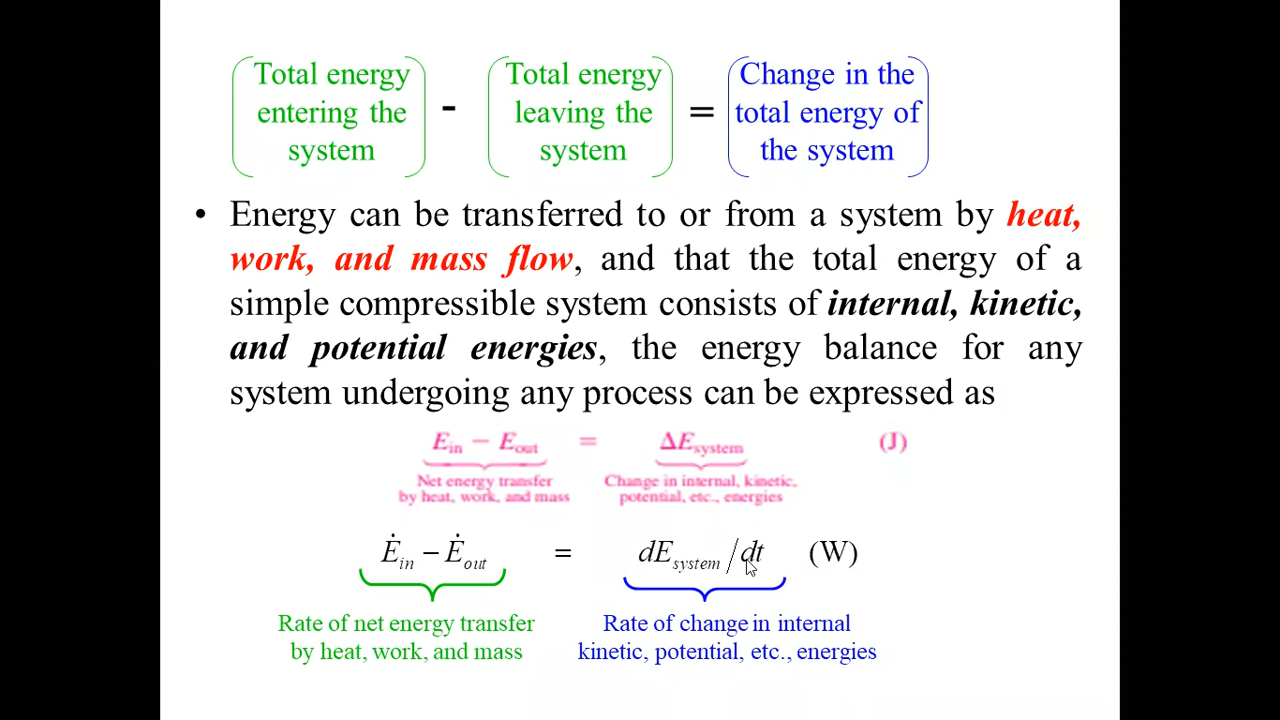 Total energy entering the system - Total energy leaving the system = Change in the total energy of the system
• Energy can be transferred to or from a system by heat,
work, and mass flow, and that the total energy of a
simple compressible system consists of internal, kinetic,
and potential energies, the energy balance for any
system undergoing any process can be expressed as
E_in − E_out = ΔE_system (J)
Net energy transfer by heat, work, and mass
Change in internal, kinetic, potential, etc., energies
Ė_in − Ė_out = dE_system/dt (W)
Rate of net energy transfer by heat, work, and mass
Rate of change in internal kinetic, potential, etc., energies